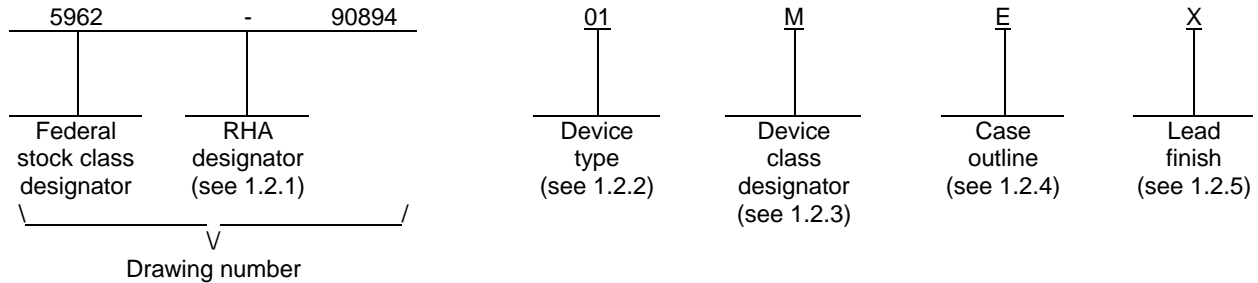 5962 - 90894 01 M E X
Federal stock class designator
RHA designator (see 1.2.1)
Device type (see 1.2.2)
Device class designator (see 1.2.3)
Case outline (see 1.2.4)
Lead finish (see 1.2.5)
Drawing number